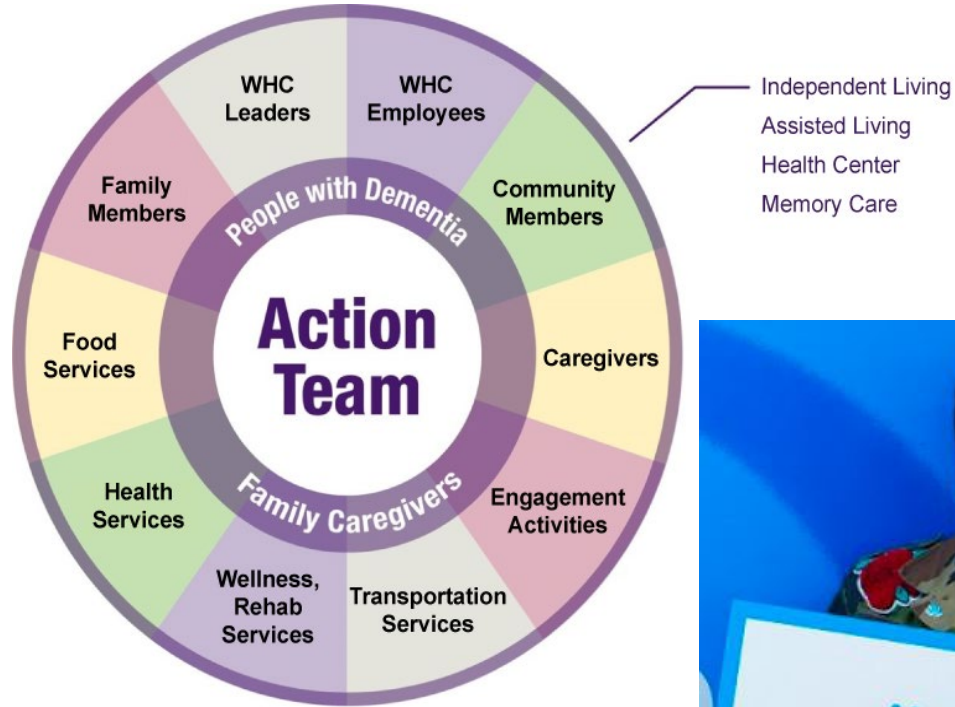 WHC
Leaders
WHC
Employees
Independent Living
Assisted Living
Health Center
Memory Care
Family
Members
People with Dementia
Community
Members
Food
Services
Action
Team
Caregivers
Health
Services
Family Caregivers
Engagement
Activities
Wellness,
Rehab
Services
Transportation
Services